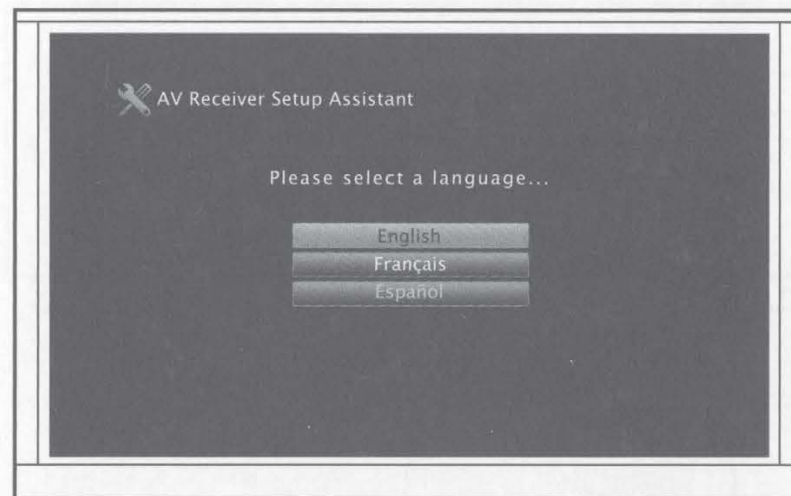 AV Receiver Setup Assistant
Please select a language...
English
Français
Español